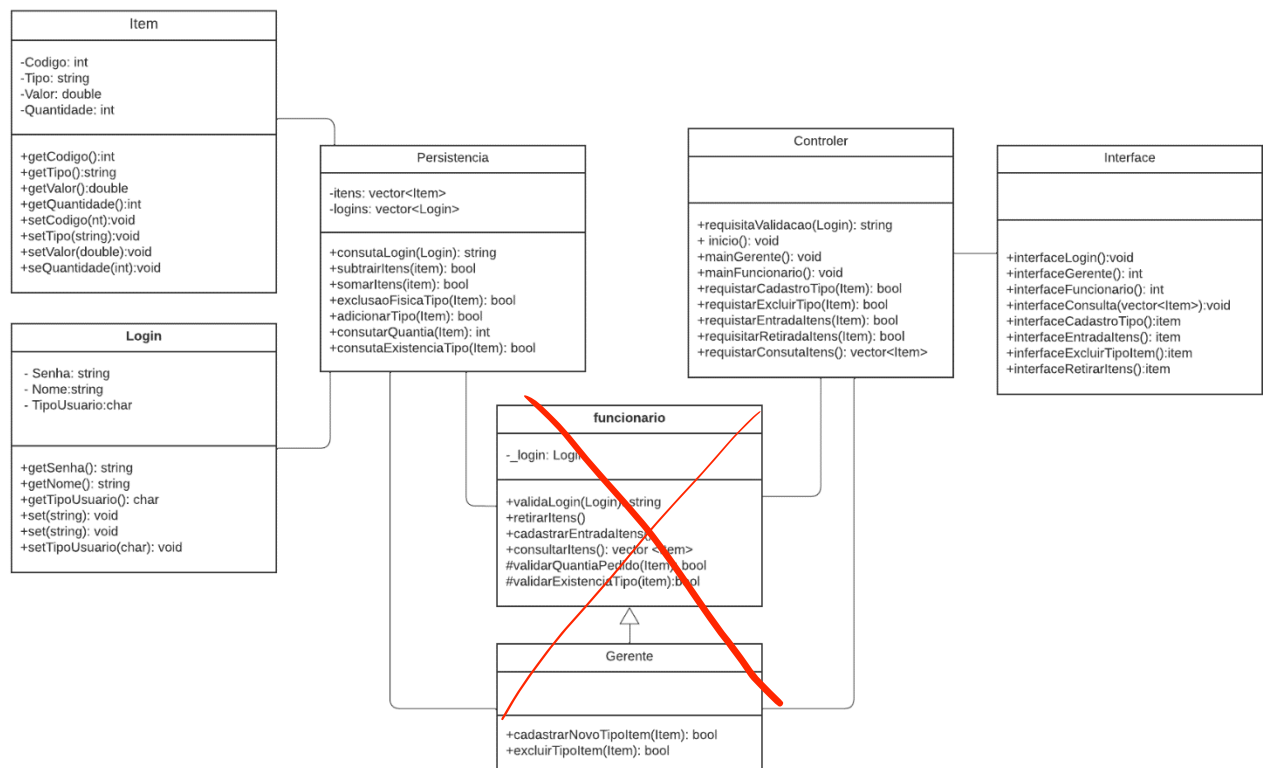 Item
-Codigo: int
-Tipo: string
-Valor: double
-Quantidade: int
+getCodigo():int
+getTipo():string
+getValor():double
+getQuantidade():int
+setCodigo(nt):void
+setTipo(string):void
+setValor(double):void
+seQuantidade(int):void
Login
- Senha: string
- Nome:string
- TipoUsuario:char
+getSenha(): string
+getNome(): string
+getTipoUsuario(): char
+set(string): void
+set(string): void
+setTipoUsuario(char): void
Persistencia
-itens: vector<Item>
-logins: vector<Login>
+consutaLogin(Login): string
+subtrairItens(item): bool
+somarItens(item): bool
+exclusaoFisicaTipo(Item): bool
+adicionarTipo(Item): bool
+consutarQuantia(Item): int
+consutaExistenciaTipo(Item): bool
funcionario
-_login: Login
+validaLogin(Login): string
+retirarItens()
+cadastrarEntradaItens()
+consultarItens(): vector <Item>
#validarQuantiaPedido(Item): bool
#validarExistenciaTipo(item):bool
Gerente
+cadastrarNovoTipoItem(Item): bool
+excluirTipoItem(Item): bool
Controler
+requisitaValidacao(Login): string
+ inicio(): void
+mainGerente(): void
+mainFuncionario(): void
+requistarCadastroTipo(Item): bool
+requistarExcluirTipo(Item): bool
+requistarEntradaItens(Item): bool
+requisitarRetiradaItens(Item): bool
+requistarConsutaItens(): vector<Item>
Interface
+interfaceLogin():void
+interfaceGerente(): int
+interfaceFuncionario(): int
+interfaceConsulta(vector<Item>):void
+interfaceCadastroTipo():item
+interfaceEntradaItens(): item
+inferfaceExcluirTipoItem():item
+interfaceRetirarItens():item